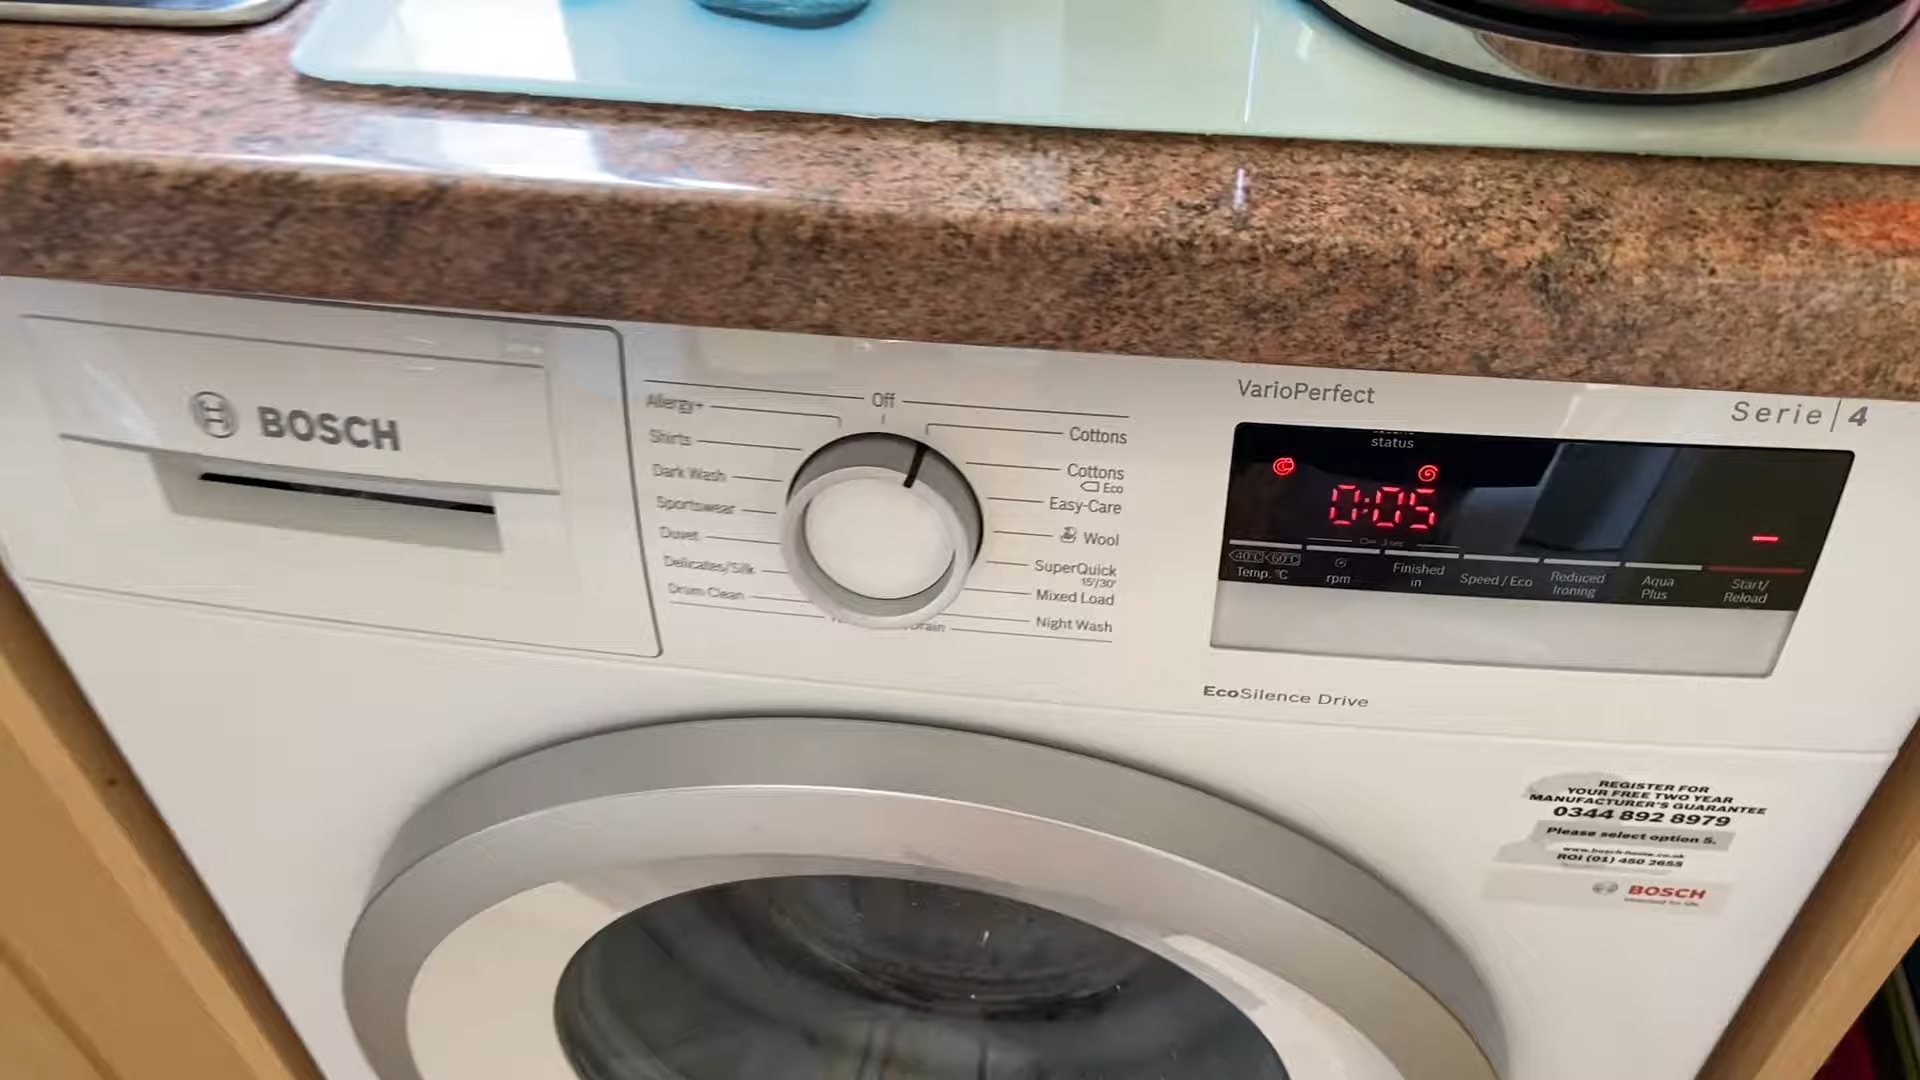 BOSCH
Off
Allergy+
Shirts
Dark Wash
Sportswear
Duvet
Delicates/Silk
Drum Clean
Cottons
Cottons
Eco
Easy-Care
Wool
SuperQuick
15'/30'
Mixed Load
Night Wash
VarioPerfect
Serie | 4
status
0:05
3 sec
40°C 60°C
Temp. °C
rpm
Finished in
Speed / Eco
Reduced Ironing
Aqua Plus
Start/ Reload
EcoSilence Drive
REGISTER FOR
YOUR FREE TWO YEAR
MANUFACTURER'S GUARANTEE
0344 892 8979
Please select option 5.
www.bosch-home.co.uk
ROI (01) 450 2655
BOSCH